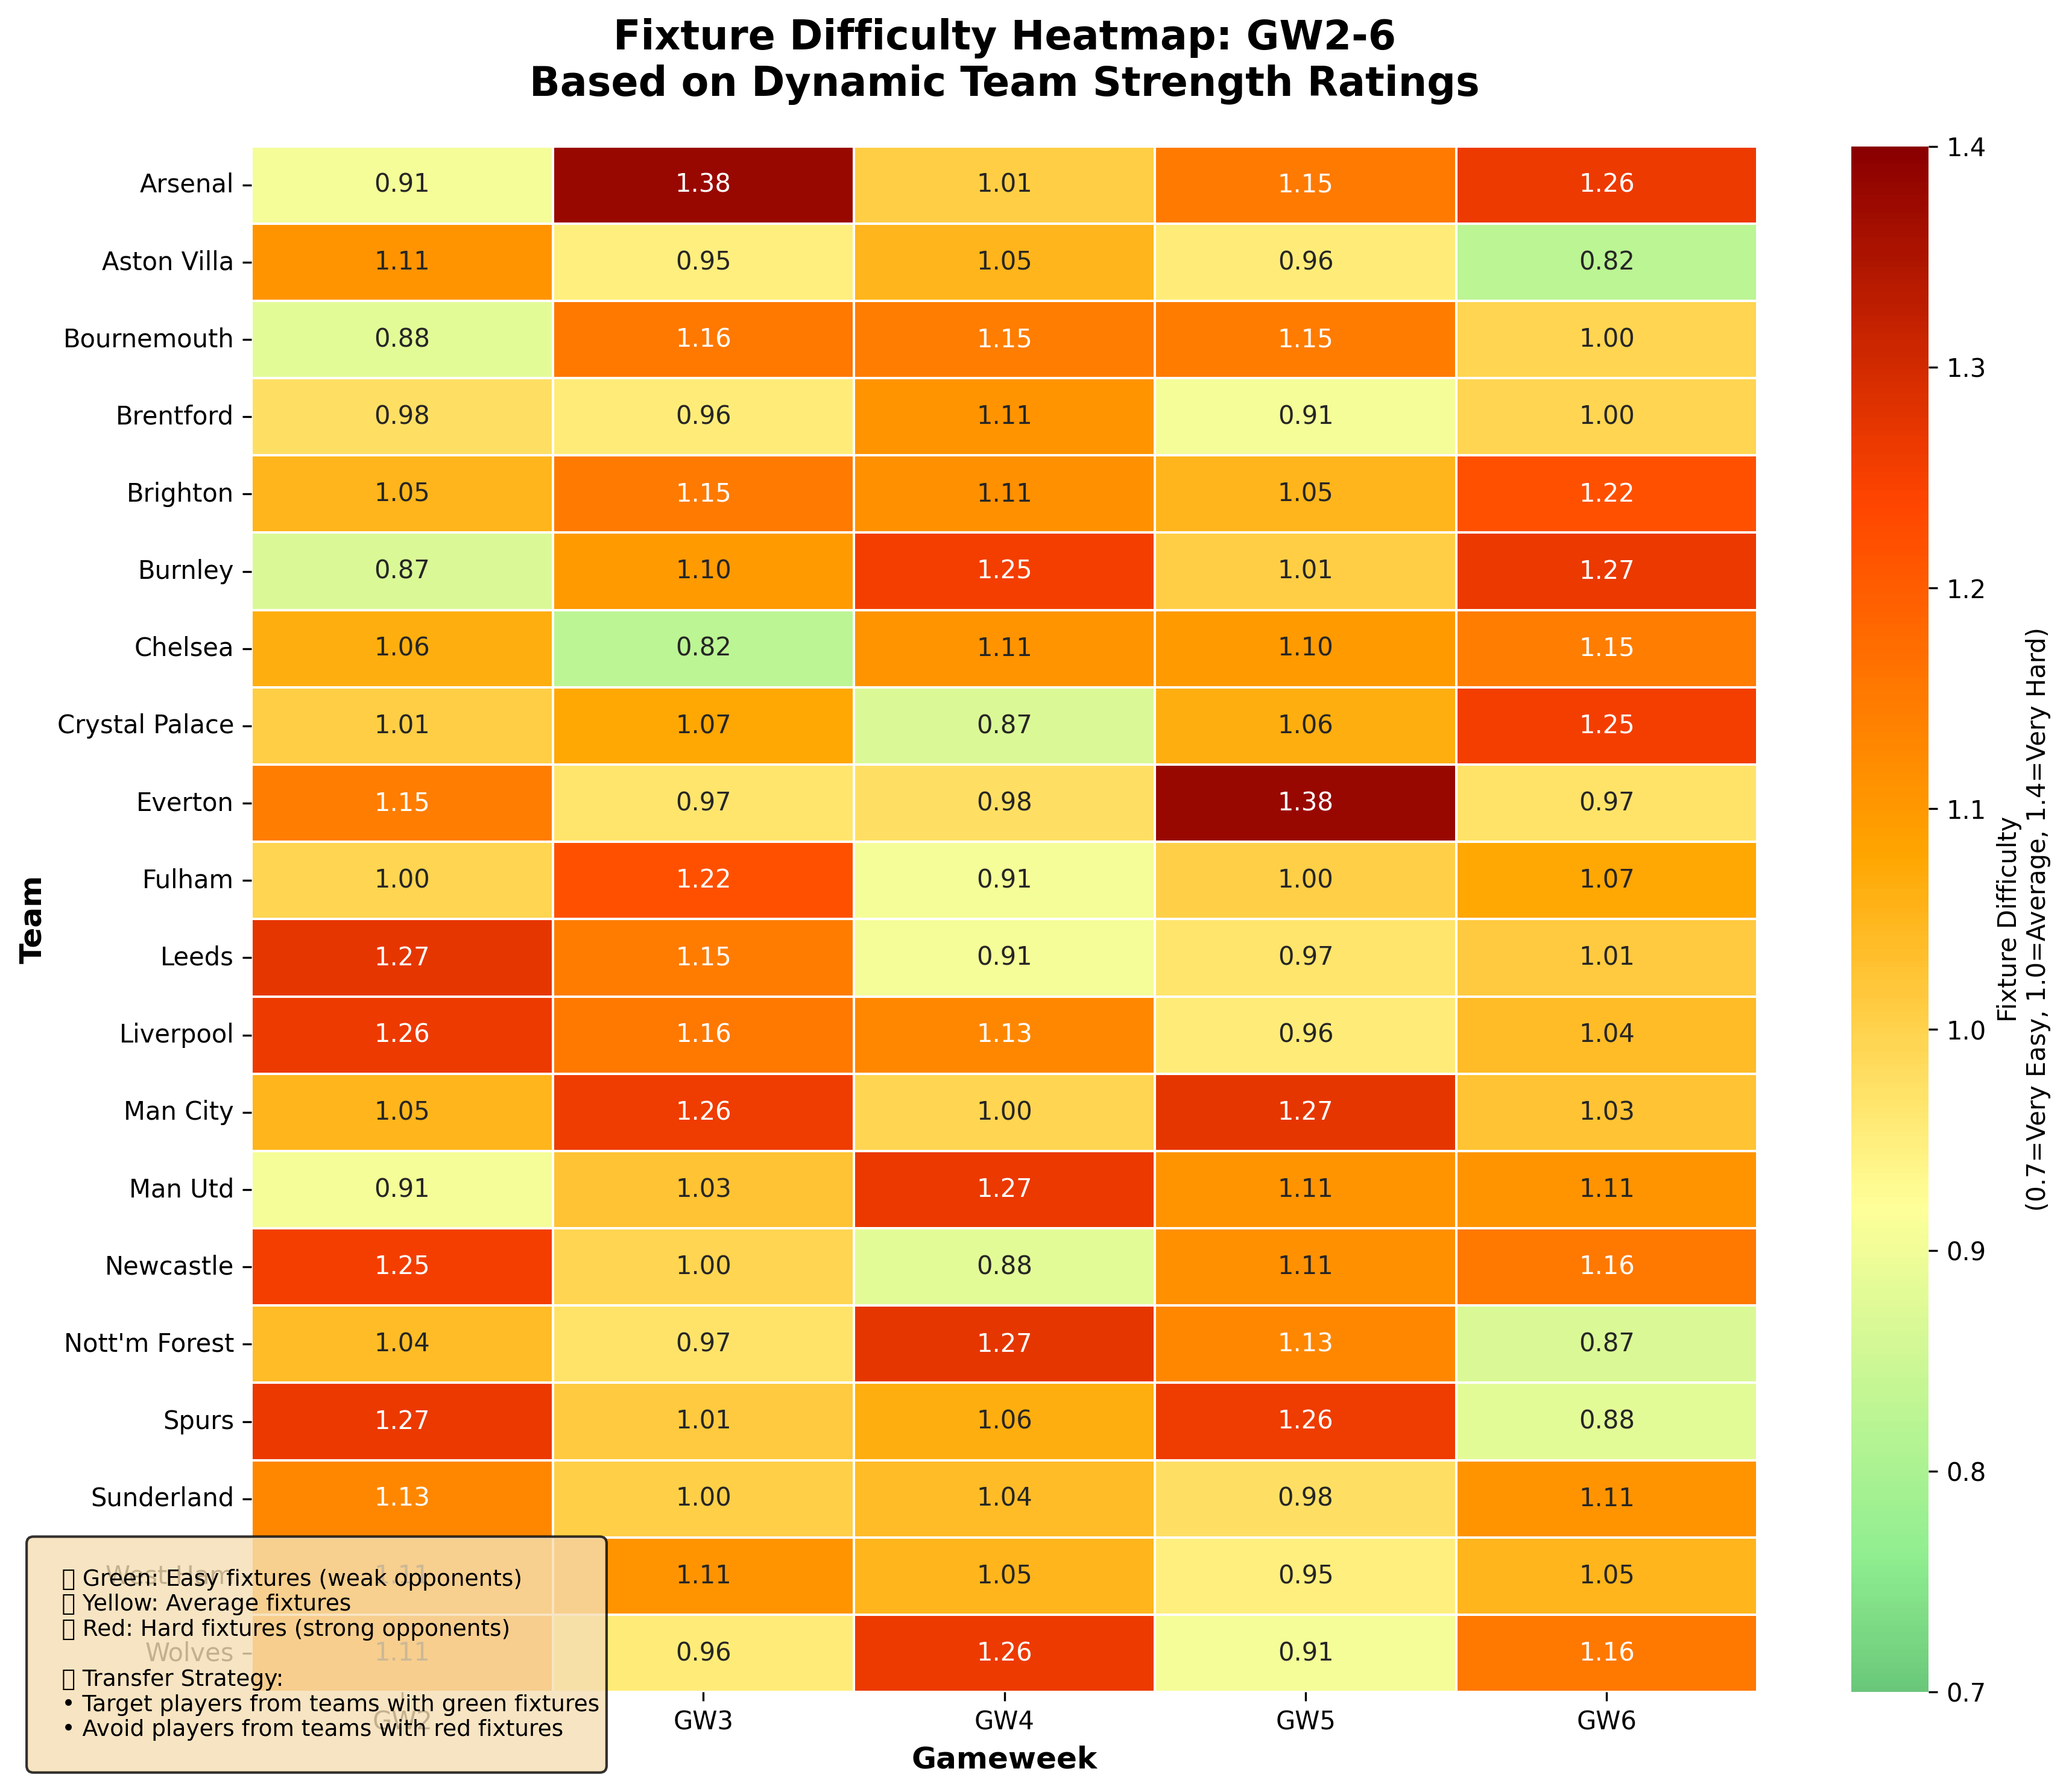 Fixture Difficulty Heatmap: GW2-6
Based on Dynamic Team Strength Ratings
Arsenal 0.91 1.38 1.01 1.15 1.26
Aston Villa 1.11 0.95 1.05 0.96 0.82
Bournemouth 0.88 1.16 1.15 1.15 1.00
Brentford 0.98 0.96 1.11 0.91 1.00
Brighton 1.05 1.15 1.11 1.05 1.22
Burnley 0.87 1.10 1.25 1.01 1.27
Chelsea 1.06 0.82 1.11 1.10 1.15
Crystal Palace 1.01 1.07 0.87 1.06 1.25
Everton 1.15 0.97 0.98 1.38 0.97
Fulham 1.00 1.22 0.91 1.00 1.07
Leeds 1.27 1.15 0.91 0.97 1.01
Liverpool 1.26 1.16 1.13 0.96 1.04
Man City 1.05 1.26 1.00 1.27 1.03
Man Utd 0.91 1.03 1.27 1.11 1.11
Newcastle 1.25 1.00 0.88 1.11 1.16
Nott'm Forest 1.04 0.97 1.27 1.13 0.87
Spurs 1.27 1.01 1.06 1.26 0.88
Sunderland 1.13 1.00 1.04 0.98 1.11
West Ham 1.11 1.11 1.05 0.95 1.05
Wolves 1.11 0.96 1.26 0.91 1.16
GW2 GW3 GW4 GW5 GW6
Gameweek
Team
Green: Easy fixtures (weak opponents)
Yellow: Average fixtures
Red: Hard fixtures (strong opponents)
Transfer Strategy:
• Target players from teams with green fixtures
• Avoid players from teams with red fixtures
1.4
1.3
1.2
1.1
1.0
0.9
0.8
0.7
Fixture Difficulty
(0.7=Very Easy, 1.0=Average, 1.4=Very Hard)